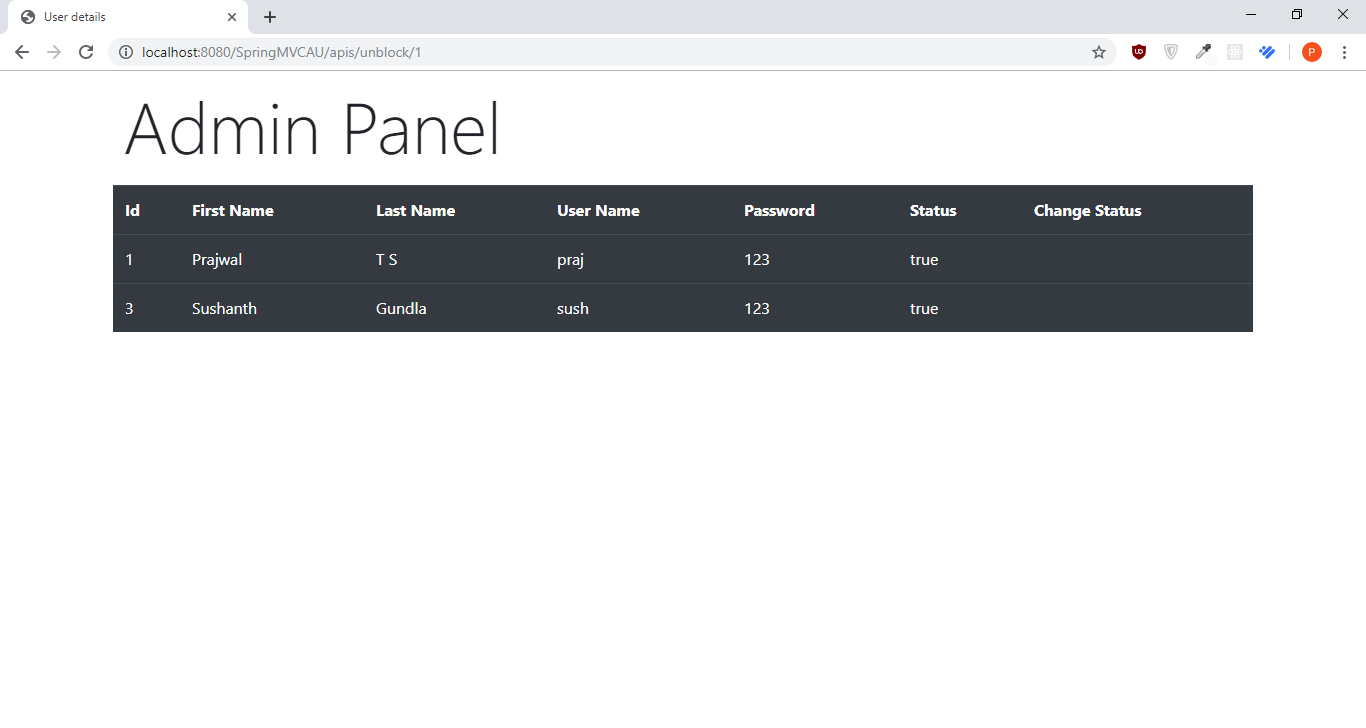 User details
localhost:8080/SpringMVCAU/apis/unblock/1
P
Admin Panel
Id First Name Last Name User Name Password Status Change Status
1 Prajwal T S praj 123 true
3 Sushanth Gundla sush 123 true